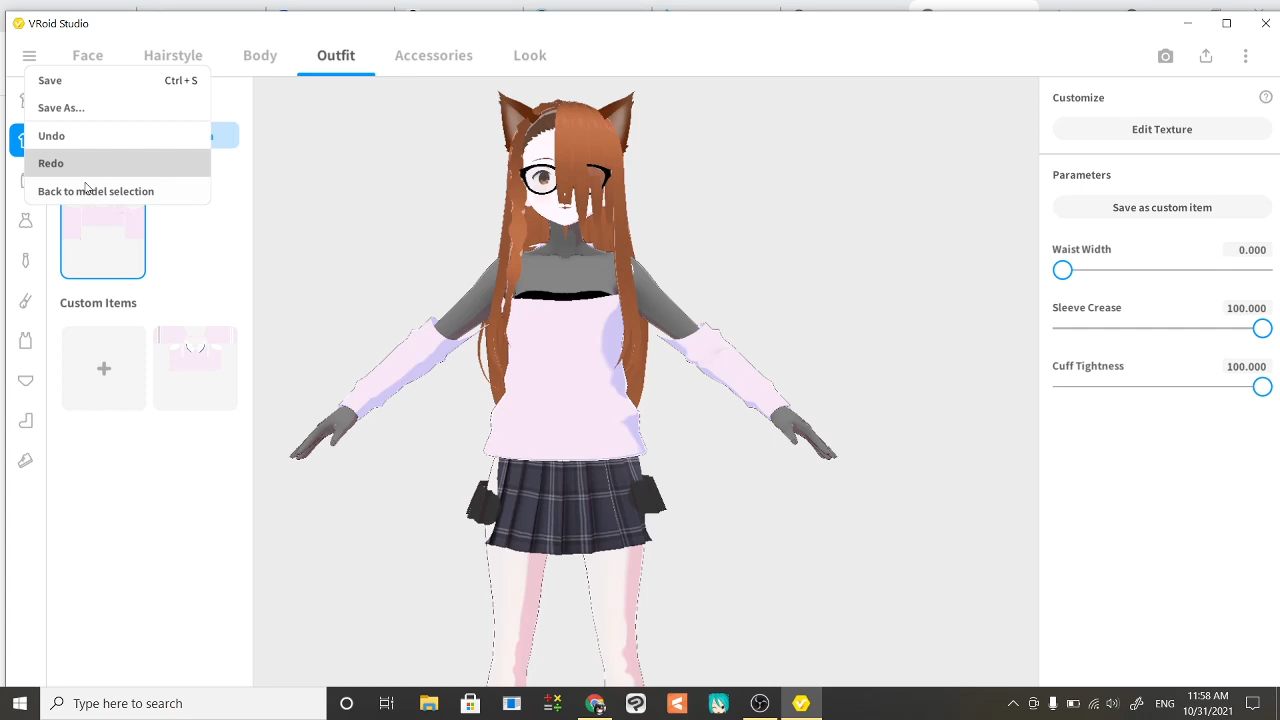 VRoid Studio
Face Hairstyle Body Outfit Accessories Look
Save Ctrl+S
Save As...
Undo
Redo
Back to model selection
Custom Items
Customize
Edit Texture
Parameters
Save as custom item
Waist Width 0.000
Sleeve Crease 100.000
Cuff Tightness 100.000
Type here to search
ENG
11:58 AM
10/31/2021